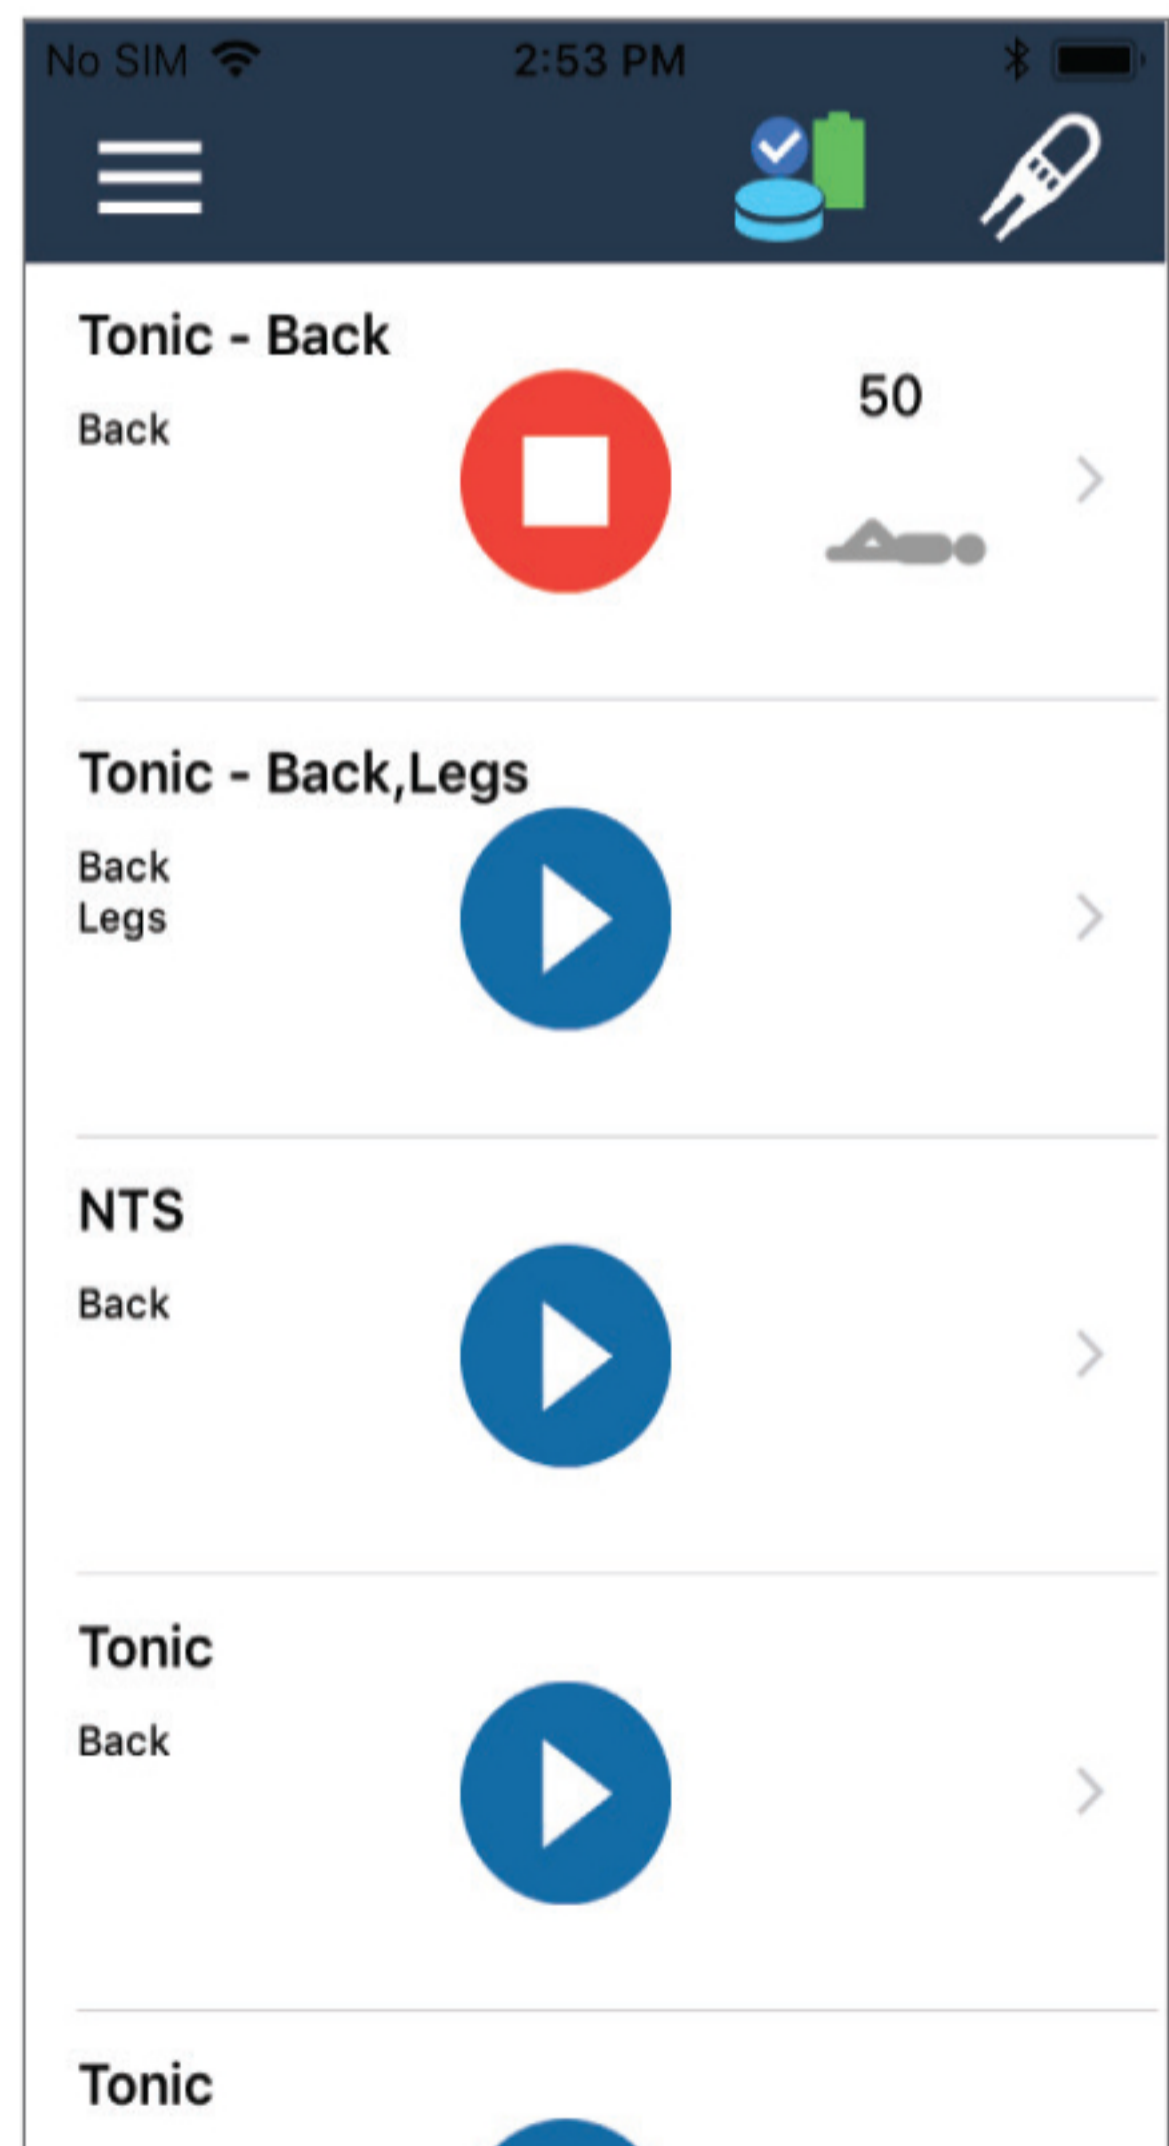 No SIM 2:53 PM
Tonic - Back
Back
50
Tonic - Back,Legs
Back
Legs
NTS
Back
Tonic
Back
Tonic